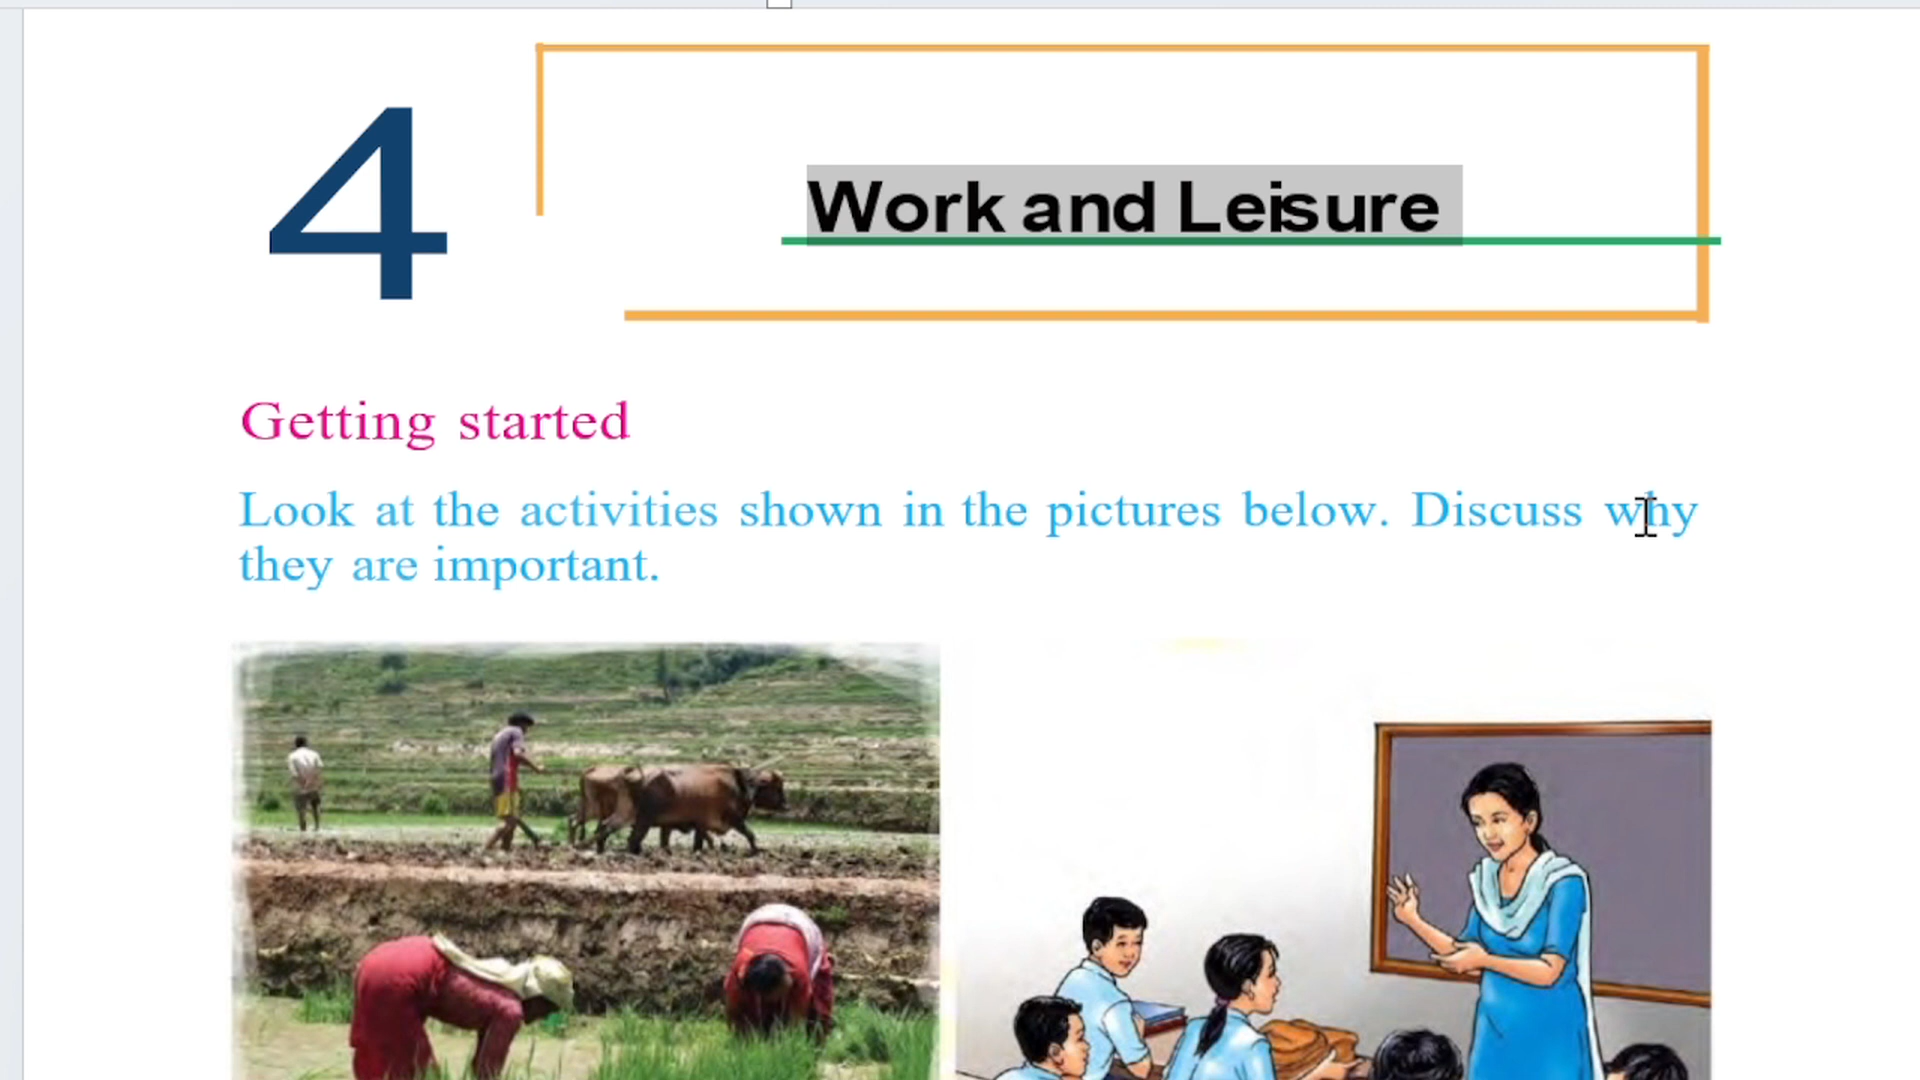 4
Work and Leisure
Getting started
Look at the activities shown in the pictures below. Discuss why
they are important.